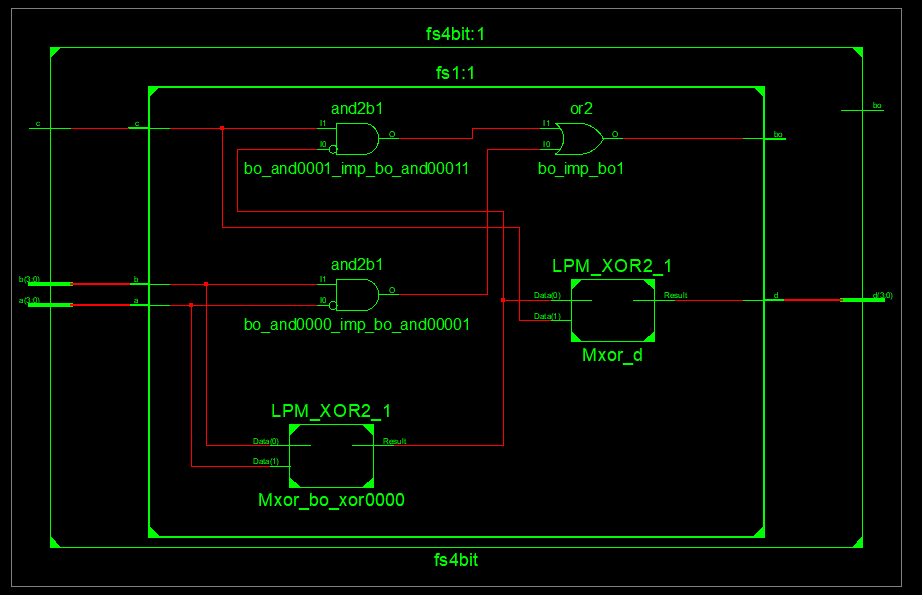 fs4bit:1
fs1:1
and2b1
or2
bo
c
c
I1
O
I1
O
bo
I0
I0
bo_and0001_imp_bo_and00011
bo_imp_bo1
and2b1
LPM_XOR2_1
b(3:0)
b
I1
O
Data(0)
Result
d
d(3:0)
a(3:0)
a
I0
Data(1)
bo_and0000_imp_bo_and00001
Mxor_d
LPM_XOR2_1
Data(0)
Result
Data(1)
Mxor_bo_xor0000
fs4bit